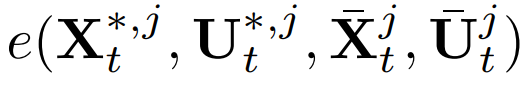 e(𝐗_t^{*,j}, 𝐔_t^{*,j}, 𝐗̄_t^j, 𝐔̄_t^j)